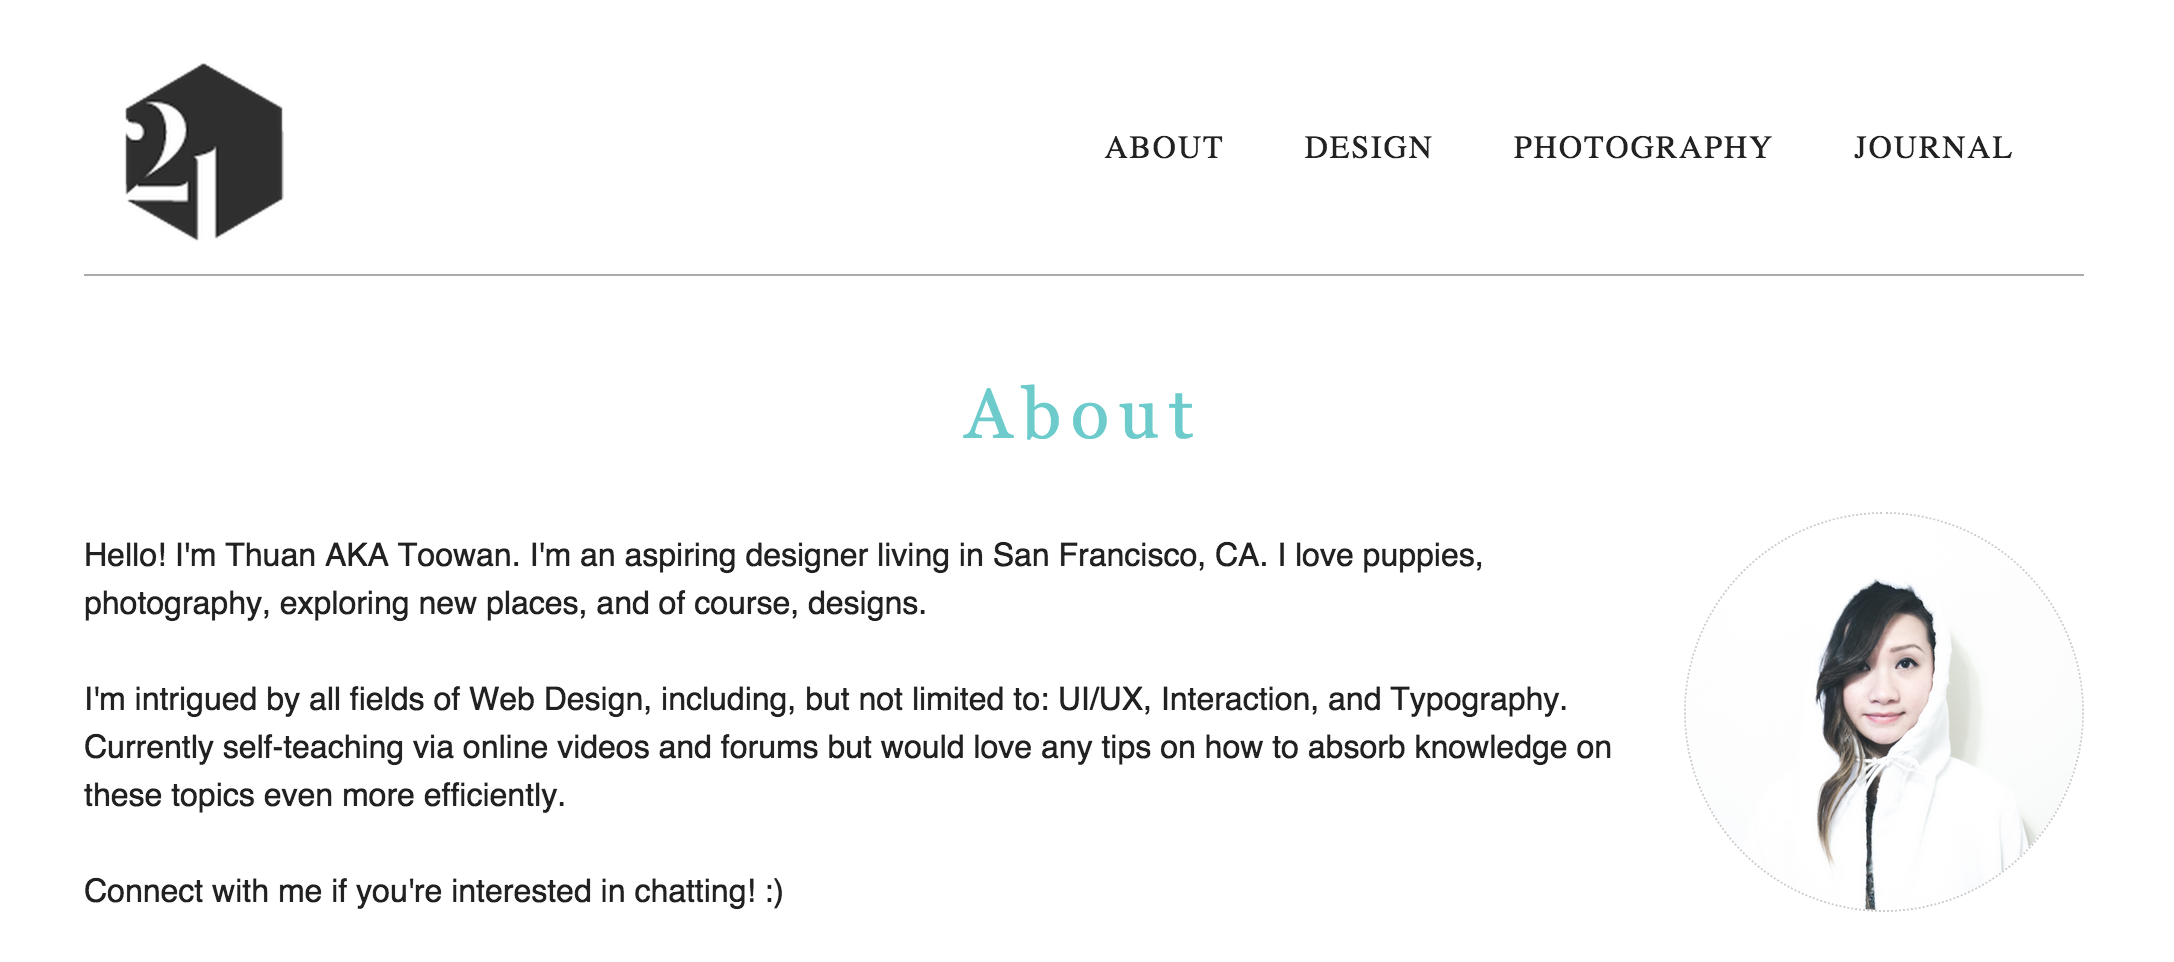 21
ABOUT DESIGN PHOTOGRAPHY JOURNAL
About
Hello! I'm Thuan AKA Toowan. I'm an aspiring designer living in San Francisco, CA. I love puppies,
photography, exploring new places, and of course, designs.
I'm intrigued by all fields of Web Design, including, but not limited to: UI/UX, Interaction, and Typography.
Currently self-teaching via online videos and forums but would love any tips on how to absorb knowledge on
these topics even more efficiently.
Connect with me if you're interested in chatting! :)